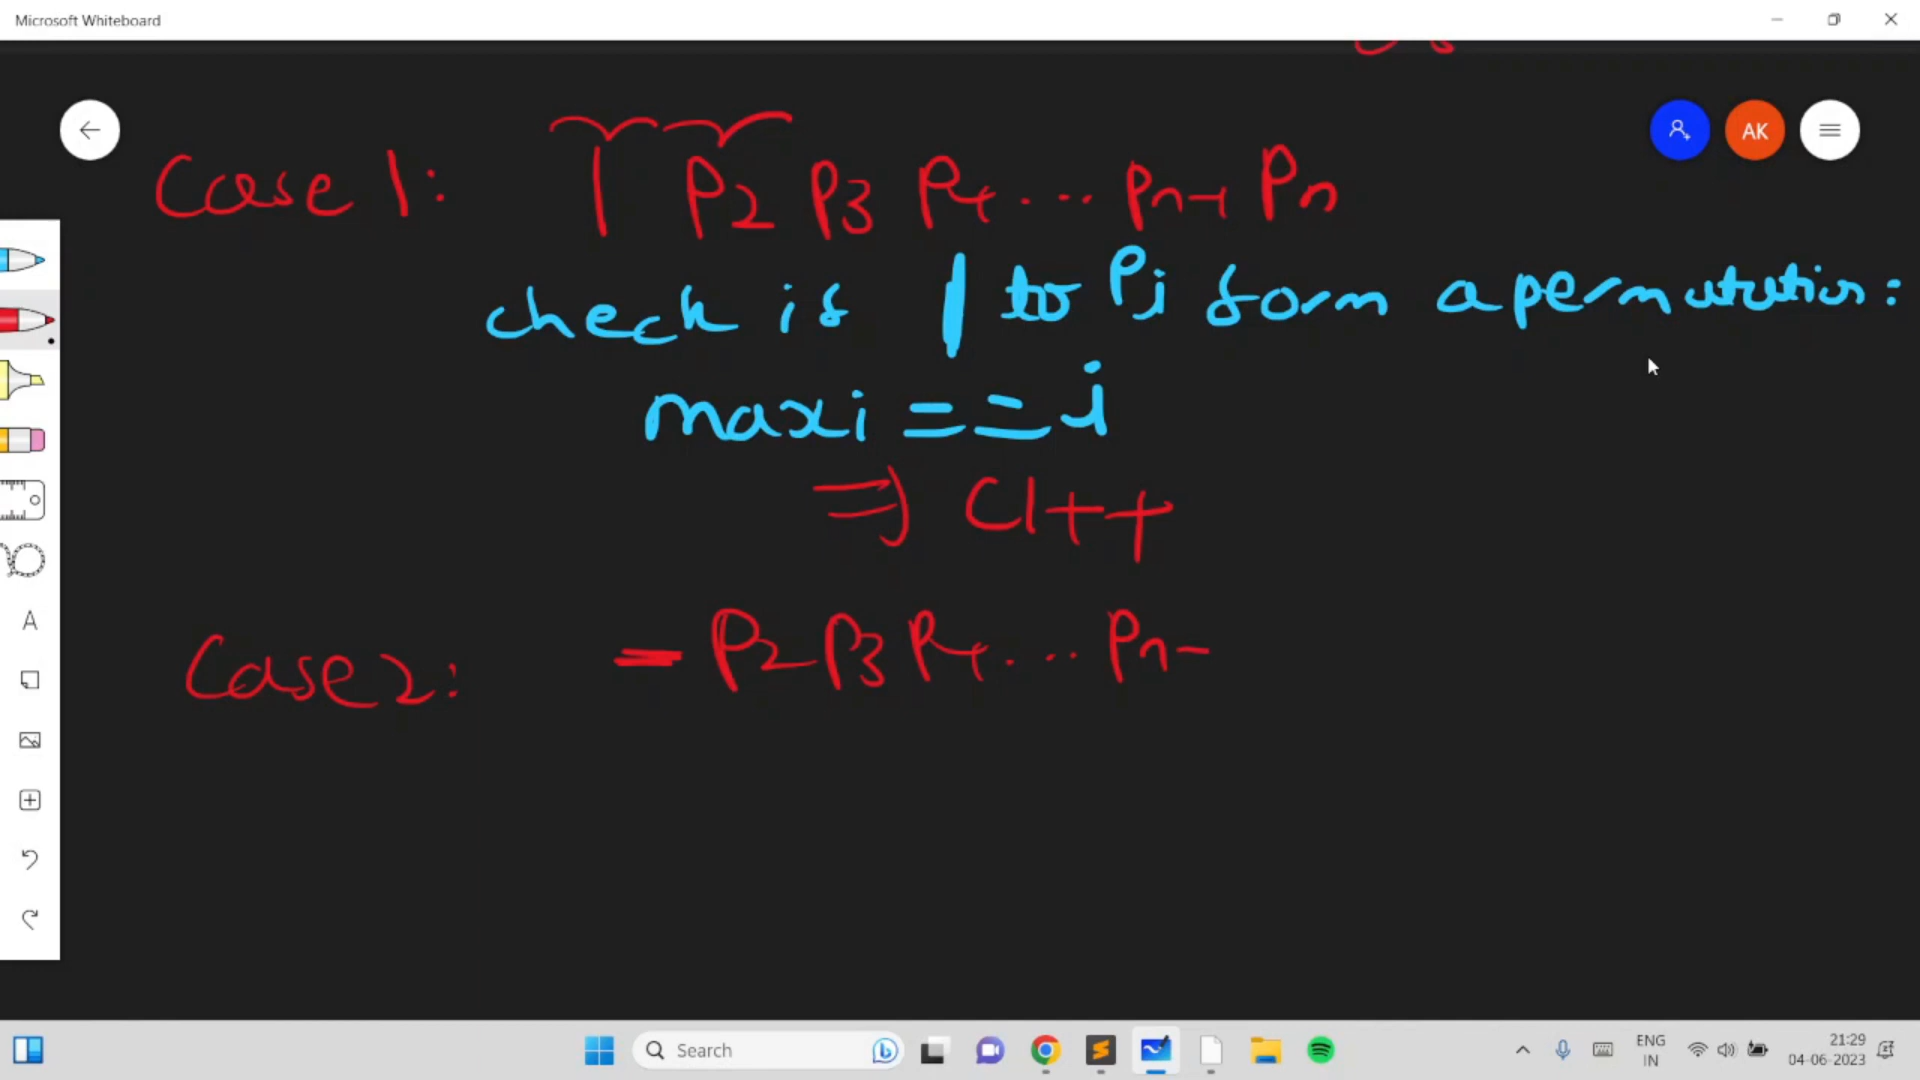 Microsoft Whiteboard
AK
Case 1: 1 P2 P3 P4 ... Pn-1 Pn
check if 1 to Pi form a permutation:
maxi == i
⇒ C1++
Case 2: - P2 P3 P4 ... Pn-
A
Search
ENG
IN
21:29
04-06-2023